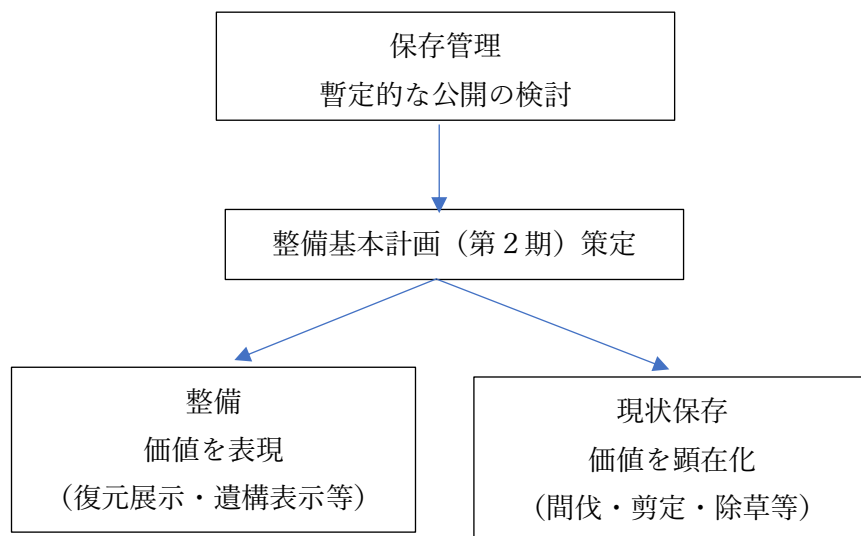 保存管理
暫定的な公開の検討
整備基本計画（第２期）策定
整備
価値を表現
（復元展示・遺構表示等）
現状保存
価値を顕在化
（間伐・剪定・除草等）